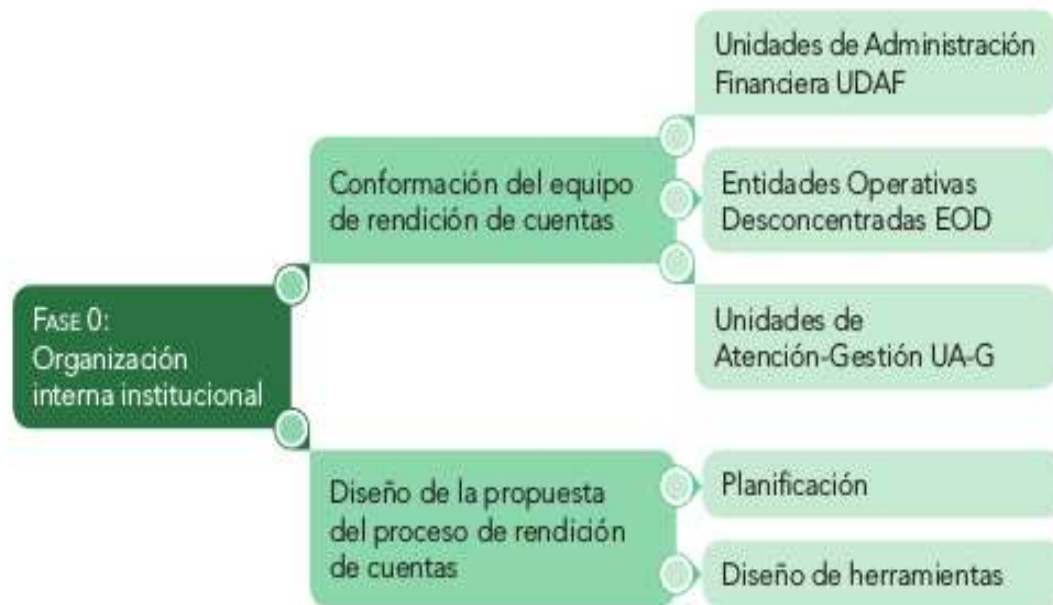 FASE 0:
Organización
interna institucional
Conformación del equipo
de rendición de cuentas
Unidades de Administración
Financiera UDAF
Entidades Operativas
Desconcentradas EOD
Unidades de
Atención-Gestión UA-G
Diseño de la propuesta
del proceso de rendición
de cuentas
Planificación
Diseño de herramientas